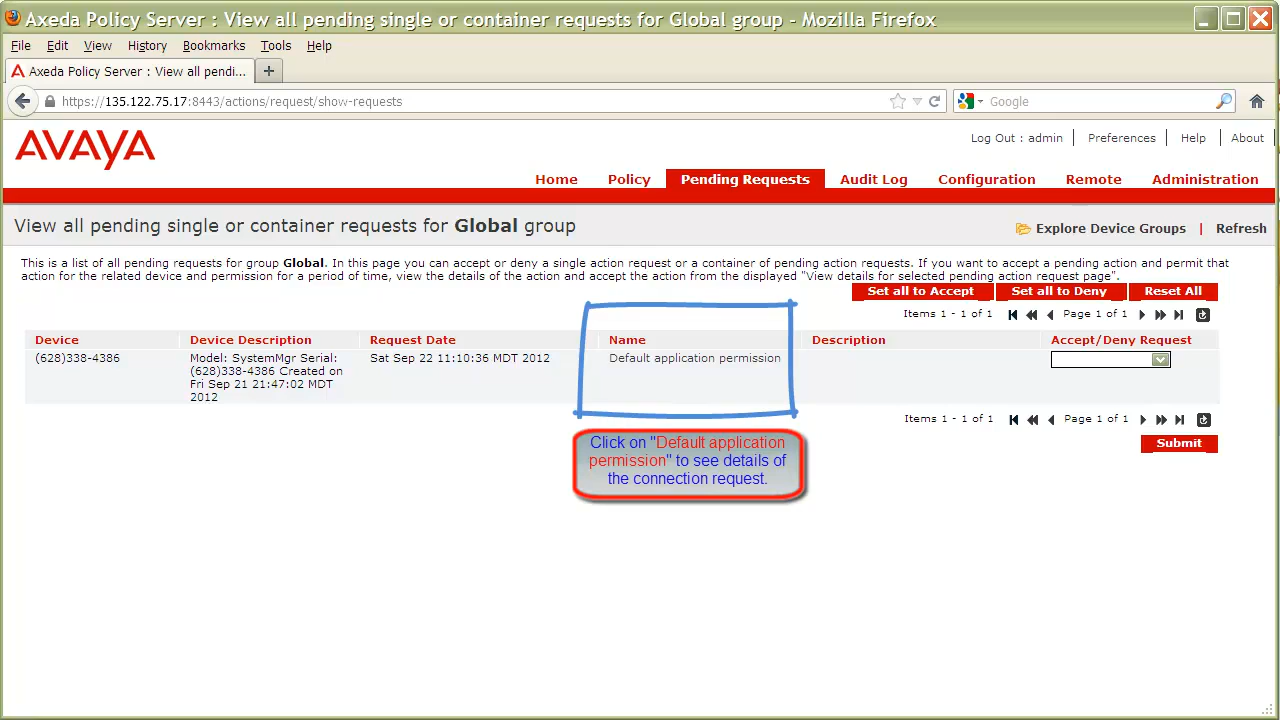 Axeda Policy Server : View all pending single or container requests for Global group - Mozilla Firefox
File Edit View History Bookmarks Tools Help
Axeda Policy Server : View all pendi...
https://135.122.75.17:8443/action/request/show-requests
Google
AVAYA
Log Out : admin Preferences Help About
Home Policy Pending Requests Audit Log Configuration Remote Administration
View all pending single or container requests for Global group
Explore Device Groups | Refresh
This is a list of all pending requests for group Global. In this page you can accept or deny a single action request or a container of pending action requests. If you want to accept a pending action and permit that
action for the related device and permission for a period of time, view the details of the action and accept the action from the displayed "View details for selected pending action request page".
Set all to Accept Set all to Deny Reset All
Items 1 - 1 of 1 Page 1 of 1
Device Device Description Request Date Name Description Accept/Deny Request
(628)338-4386 Model: SystemMgr Serial: Sat Sep 22 11:10:36 MDT 2012 Default application permission
(628)338-4386 Created on
Fri Sep 21 21:47:02 MDT
2012
Items 1 - 1 of 1 Page 1 of 1
Submit
Click on "Default application
permission" to see details of
the connection request.